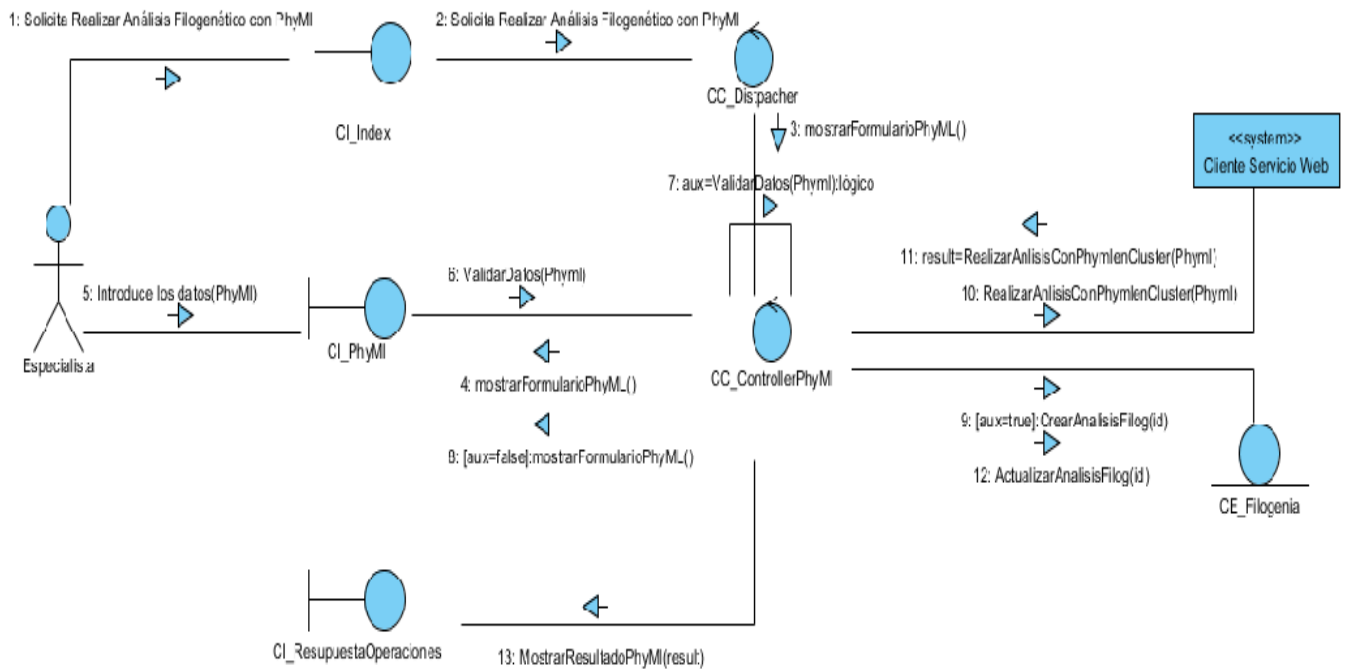 1: Solicita Realizar Análisis Filogenético con PhyMl
2: Solicita Realizar Análisis Filogenético con PhyMl
CI_Index
CC_Dispacher
3: mostrarFormularioPhyML()
<<system>>
Cliente Servicio Web
7: aux=ValidarDatos(Phyml):lógico
11: result=RealizarAnlisisConPhymlenCluster(Phyml)
6: ValidarDatos(Phyml)
5: Introduce los datos(PhyMl)
10: RealizarAnlisisConPhymlenCluster(Phyml)
CI_PhyMl
Especialista
CC_ControllerPhyMl
4: mostrarFormularioPhyML()
9: [aux=true]:CrearAnalisisFilog(id)
8: [aux=false]:mostrarFormularioPhyML()
12: ActualizarAnalisisFilog(id)
CE_Filogenia
CI_ResupuestaOperaciones
13: MostrarResultadoPhyMl(result)